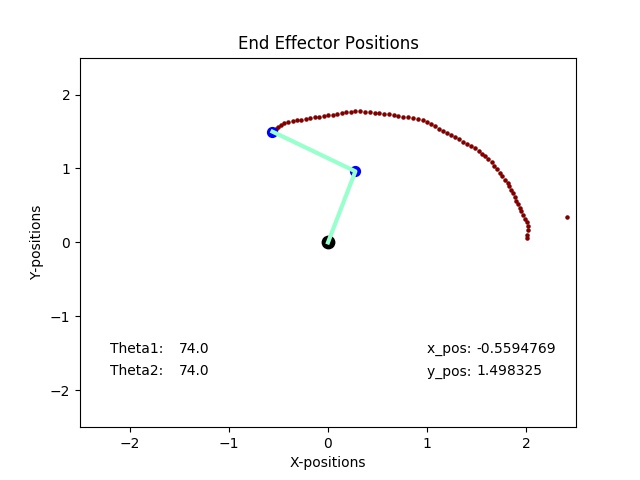 End Effector Positions
2
1
0
−1
−2
Y-positions
Theta1: 74.0 x_pos: -0.5594769
Theta2: 74.0 y_pos: 1.498325
−2 −1 0 1 2
X-positions